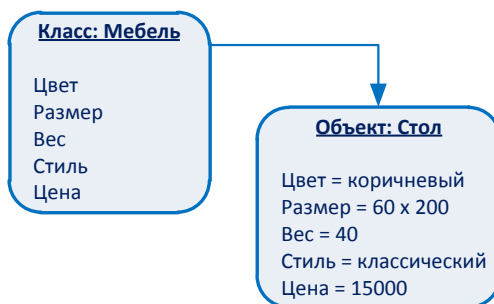 Класс: Мебель
Цвет
Размер
Вес
Стиль
Цена
Объект: Стол
Цвет = коричневый
Размер = 60 x 200
Вес = 40
Стиль = классический
Цена = 15000